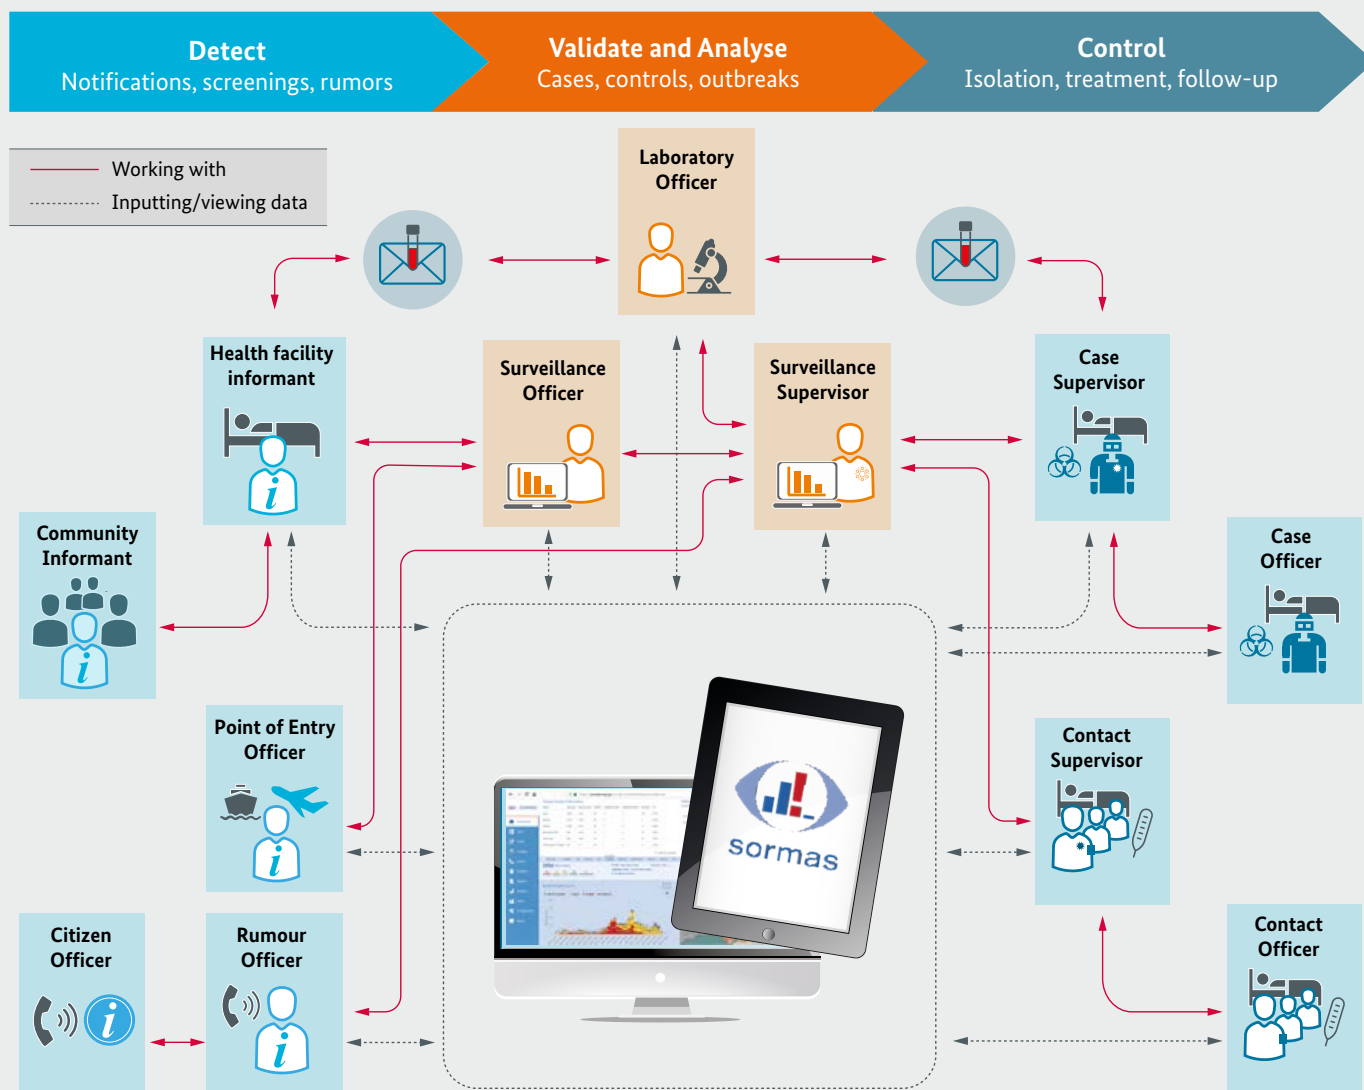 Detect
Notifications, screenings, rumors
Validate and Analyse
Cases, controls, outbreaks
Control
Isolation, treatment, follow-up
Working with
Inputting/viewing data
Laboratory
Officer
Health facility
informant
Surveillance
Officer
Surveillance
Supervisor
Case
Supervisor
Community
Informant
Case
Officer
Point of Entry
Officer
Contact
Supervisor
sormas
Citizen
Officer
Rumour
Officer
Contact
Officer